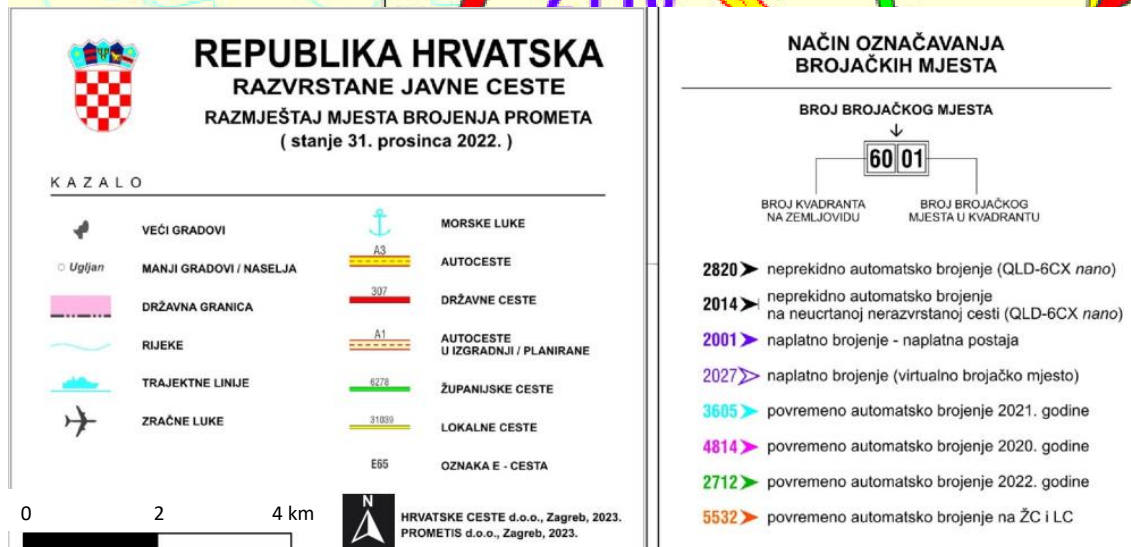 REPUBLIKA HRVATSKA
RAZVRSTANE JAVNE CESTE
RAZMJEŠTAJ MJESTA BROJENJA PROMETA
( stanje 31. prosinca 2022. )
KAZALO
VEĆI GRADOVI
Ugljan
MANJI GRADOVI / NASELJA
DRŽAVNA GRANICA
RIJEKE
TRAJEKTNE LINIJE
ZRAČNE LUKE
MORSKE LUKE
A3
AUTOCESTE
307
DRŽAVNE CESTE
A1
AUTOCESTE
U IZGRADNJI / PLANIRANE
6278
ŽUPANIJSKE CESTE
31039
LOKALNE CESTE
E65
OZNAKA E - CESTA
0 2 4 km
N
HRVATSKE CESTE d.o.o., Zagreb, 2023.
PROMETIS d.o.o., Zagreb, 2023.
NAČIN OZNAČAVANJA
BROJAČKIH MJESTA
BROJ BROJAČKOG MJESTA
60 01
BROJ KVADRANTA
NA ZEMLJOVIDU
BROJ BROJAČKOG
MJESTA U KVADRANTU
2820 neprekidno automatsko brojenje (QLD-6CX nano)
2014 neprekidno automatsko brojenje
na neucrtanoj nerazvrstanoj cesti (QLD-6CX nano)
2001 naplatno brojenje - naplatna postaja
2027 naplatno brojenje (virtualno brojačko mjesto)
3605 povremeno automatsko brojenje 2021. godine
4814 povremeno automatsko brojenje 2020. godine
2712 povremeno automatsko brojenje 2022. godine
5532 povremeno automatsko brojenje na ŽC i LC